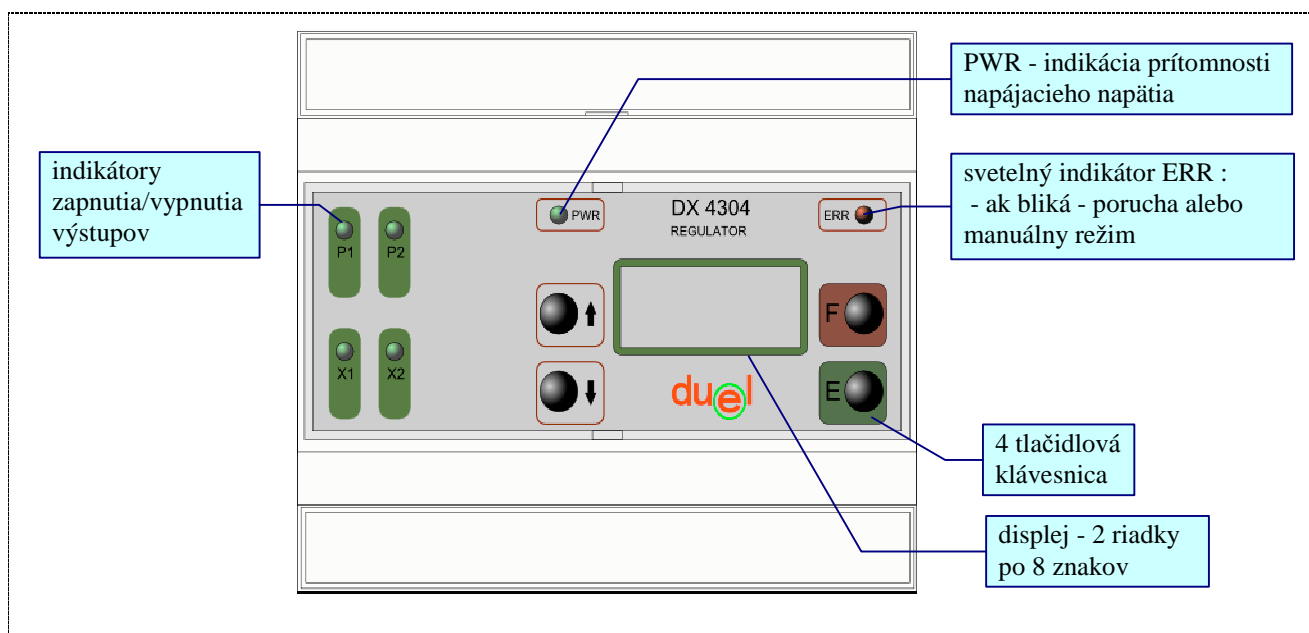 PWR - indikácia prítomnosti
napájacieho napätia
indikátory
zapnutia/vypnutia
výstupov
svetelný indikátor ERR :
- ak bliká - porucha alebo
manuálny režim
PWR
DX 4304
REGULATOR
ERR
P1
P2
F
X1
X2
duel
E
4 tlačidlová
klávesnica
displej - 2 riadky
po 8 znakov